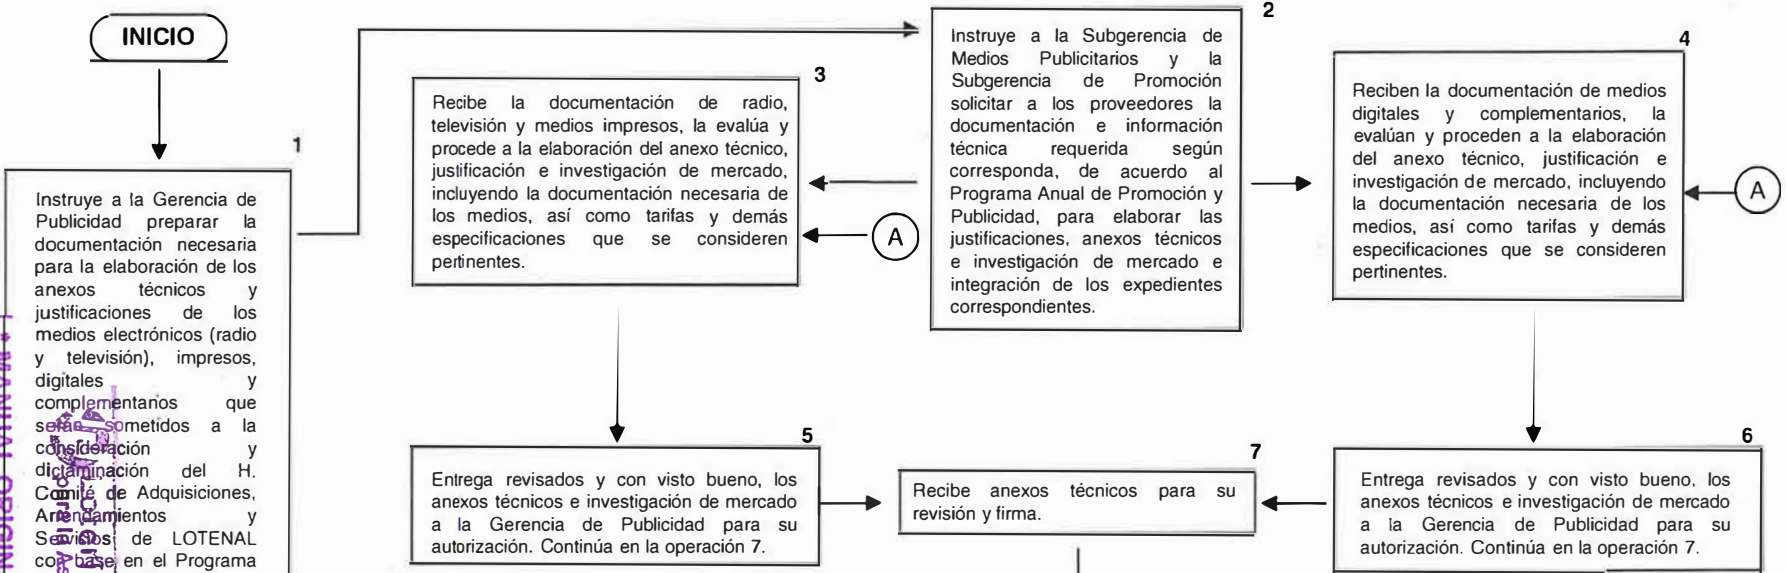 INICIO
1
Instruye a la Gerencia de
Publicidad preparar la
documentación necesaria
para la elaboración de los
anexos técnicos y
justificaciones de los
medios electrónicos (radio
y televisión), impresos,
digitales y
complementarios que
serán sometidos a la
consideración y
dictaminación del H.
Comité de Adquisiciones,
Arrendamientos y
Servicios de LOTENAL
con base en el Programa
2
Instruye a la Subgerencia de
Medios Publicitarios y la
Subgerencia de Promoción
solicitar a los proveedores la
documentación e información
técnica requerida según
corresponda, de acuerdo al
Programa Anual de Promoción y
Publicidad, para elaborar las
justificaciones, anexos técnicos
e investigación de mercado e
integración de los expedientes
correspondientes.
3
Recibe la documentación de radio,
televisión y medios impresos, la evalúa y
procede a la elaboración del anexo técnico,
justificación e investigación de mercado,
incluyendo la documentación necesaria de
los medios, así como tarifas y demás
especificaciones que se consideren
pertinentes.
A
4
Reciben la documentación de medios
digitales y complementarios, la
evalúan y proceden a la elaboración
del anexo técnico, justificación e
investigación de mercado, incluyendo
la documentación necesaria de los
medios, así como tarifas y demás
especificaciones que se consideren
pertinentes.
A
5
Entrega revisados y con visto bueno, los
anexos técnicos e investigación de mercado
a la Gerencia de Publicidad para su
autorización. Continúa en la operación 7.
7
Recibe anexos técnicos para su
revisión y firma.
6
Entrega revisados y con visto bueno, los
anexos técnicos e investigación de mercado
a la Gerencia de Publicidad para su
autorización. Continúa en la operación 7.